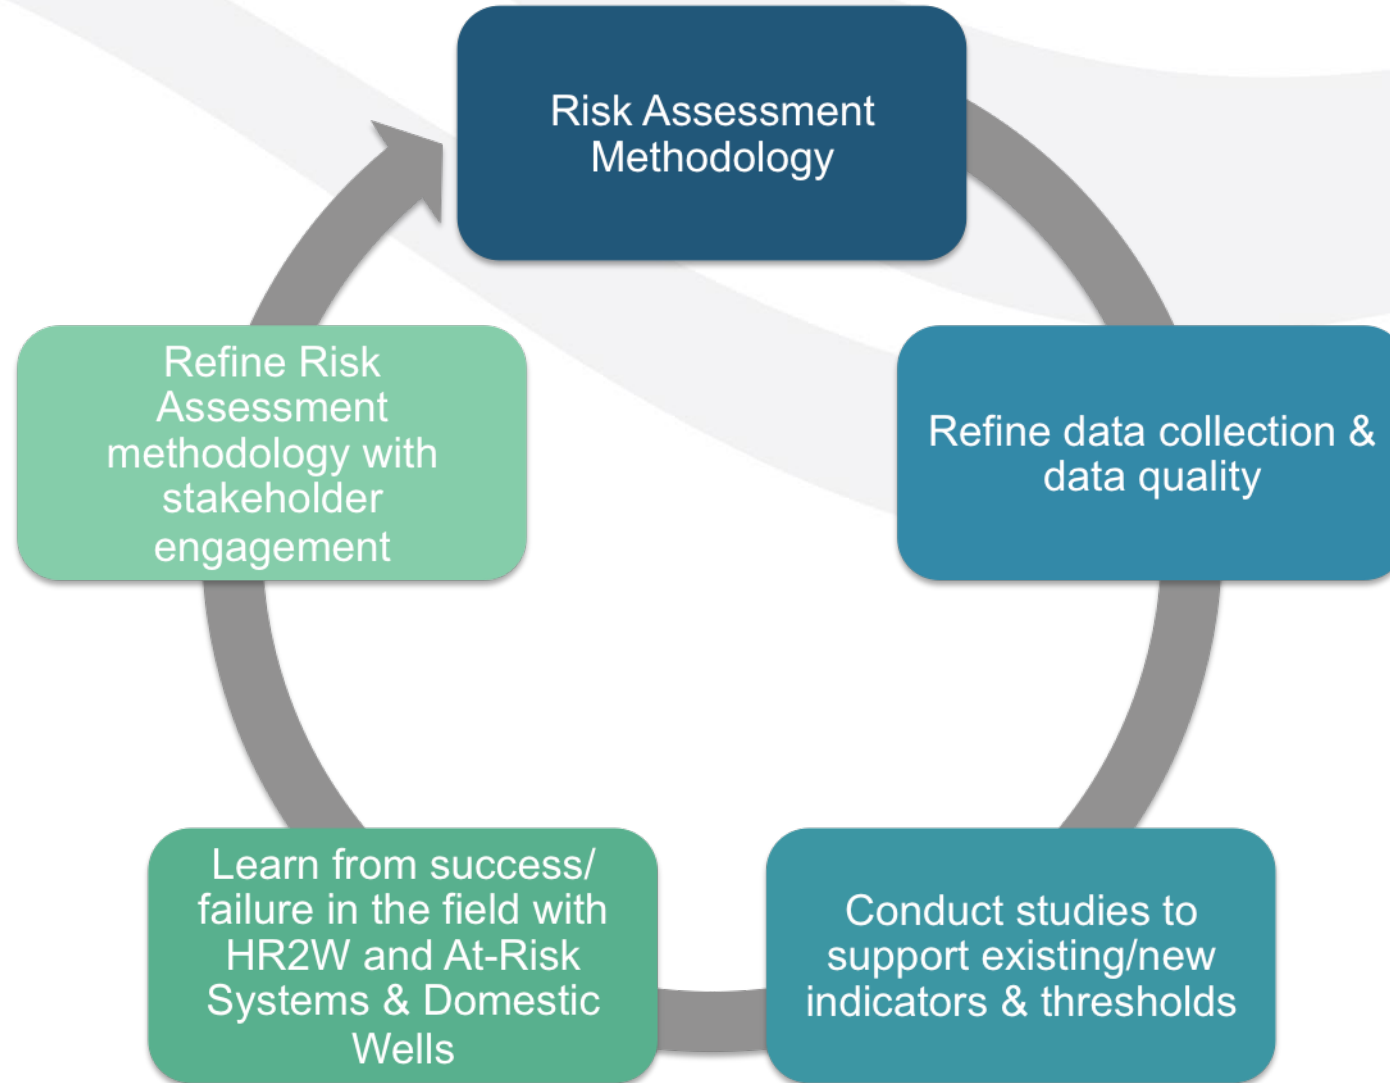 Risk Assessment
Methodology
Refine data collection &
data quality
Conduct studies to
support existing/new
indicators & thresholds
Learn from success/
failure in the field with
HR2W and At-Risk
Systems & Domestic
Wells
Refine Risk
Assessment
methodology with
stakeholder
engagement